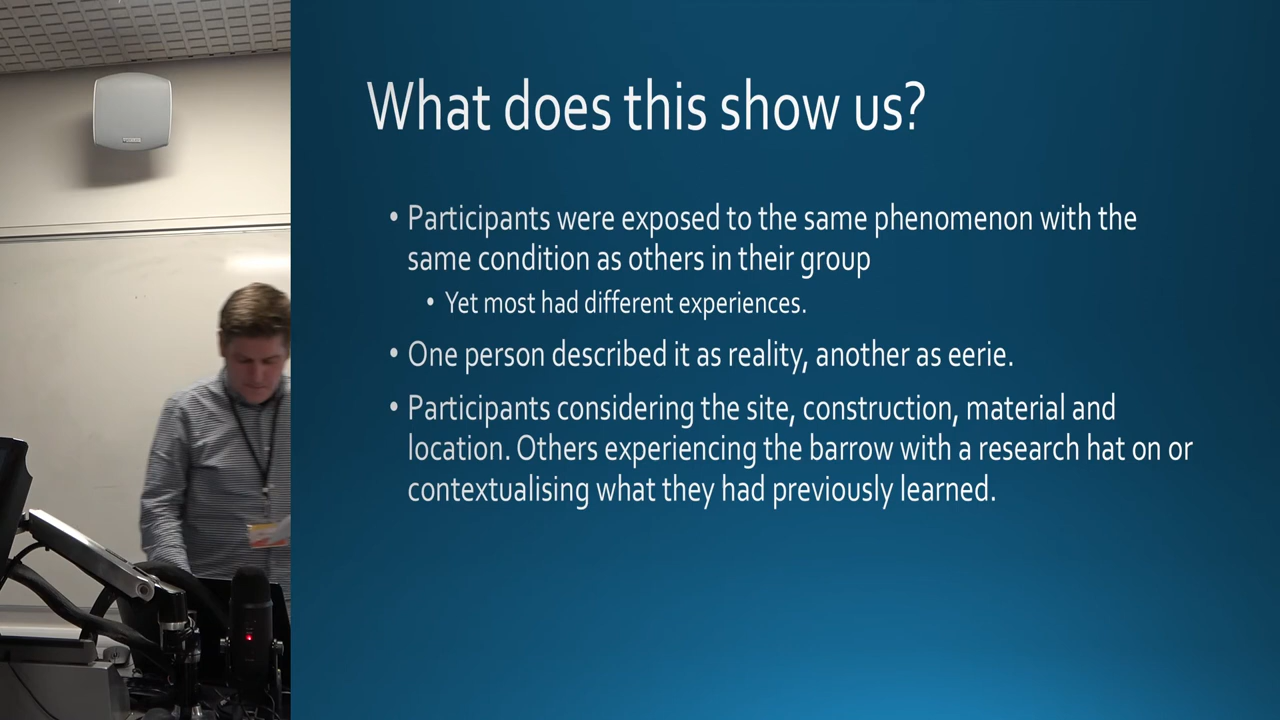 What does this show us?
• Participants were exposed to the same phenomenon with the
same condition as others in their group
• Yet most had different experiences.
• One person described it as reality, another as eerie.
• Participants considering the site, construction, material and
location. Others experiencing the barrow with a research hat on or
contextualising what they had previously learned.